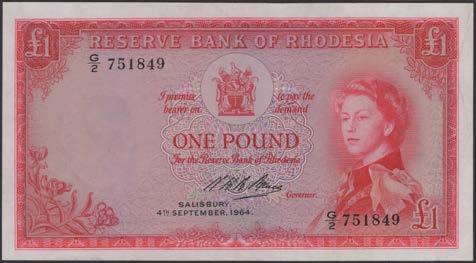 £1 RESERVE BANK OF RHODESIA £1
G/2 751849
I promise to pay the
bearer on demand
ONE POUND
For the Reserve Bank of Rhodesia
Governor.
SALISBURY,
4TH SEPTEMBER, 1964.
G/2 751849
£1